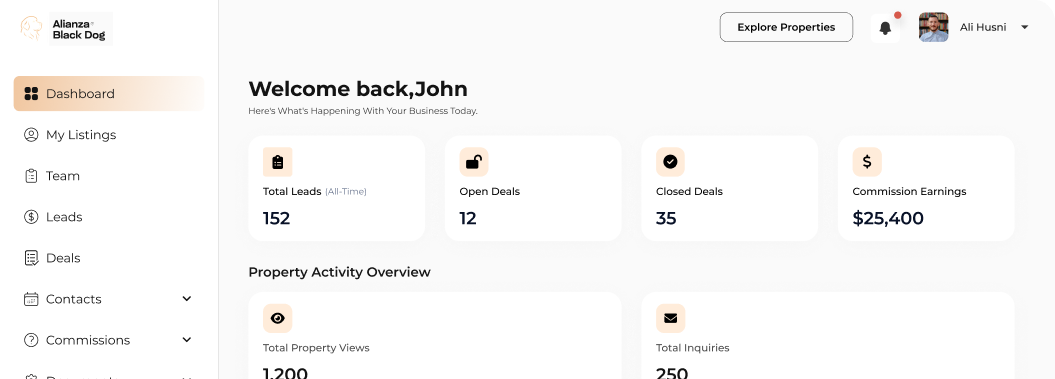 Alianza
Black Dog
Explore Properties
Ali Husni
Dashboard
My Listings
Team
Leads
Deals
Contacts
Commissions
Welcome back,John
Here's What's Happening With Your Business Today.
Total Leads (All-Time)
152
Open Deals
12
Closed Deals
35
Commission Earnings
$25,400
Property Activity Overview
Total Property Views
1,200
Total Inquiries
250